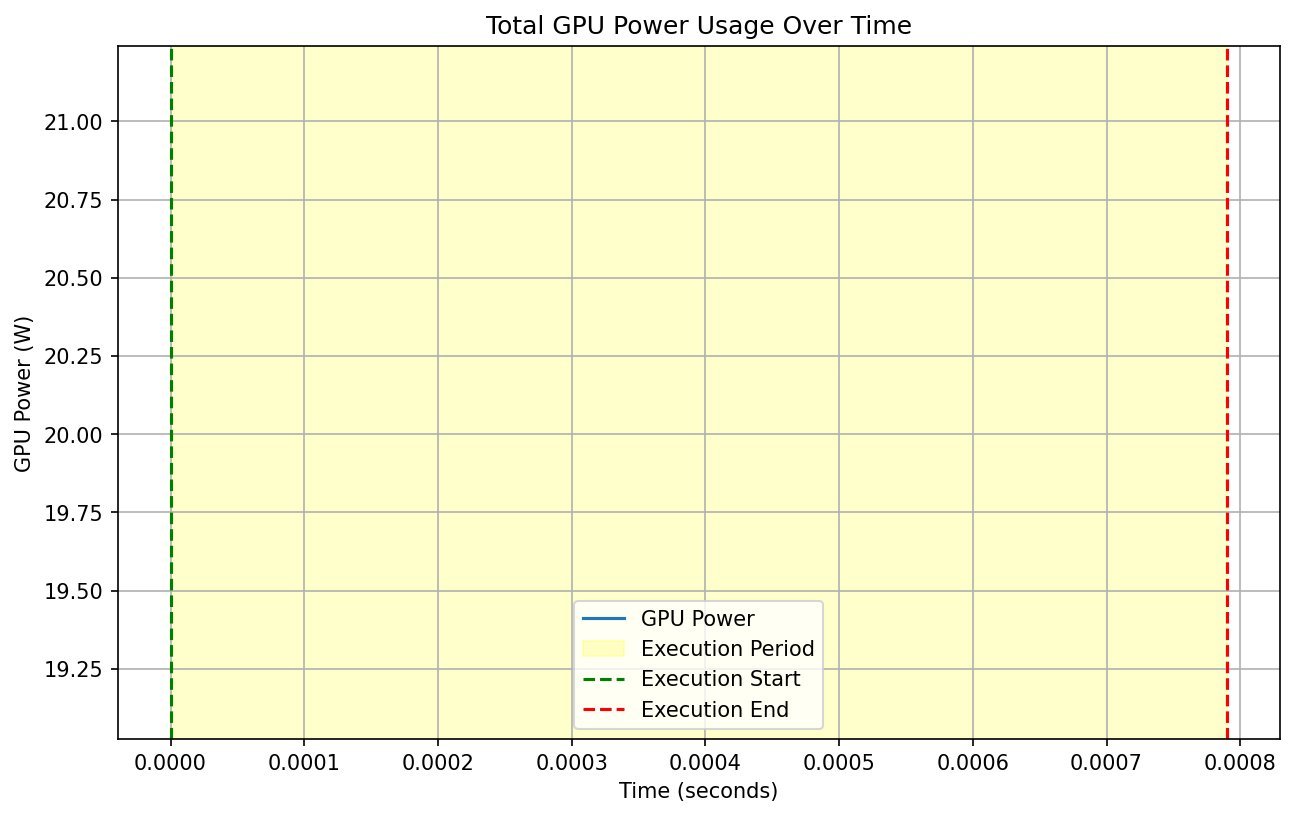 Total GPU Power Usage Over Time
GPU Power (W)
21.00
20.75
20.50
20.25
20.00
19.75
19.50
19.25
GPU Power
Execution Period
Execution Start
Execution End
0.0000 0.0001 0.0002 0.0003 0.0004 0.0005 0.0006 0.0007 0.0008
Time (seconds)